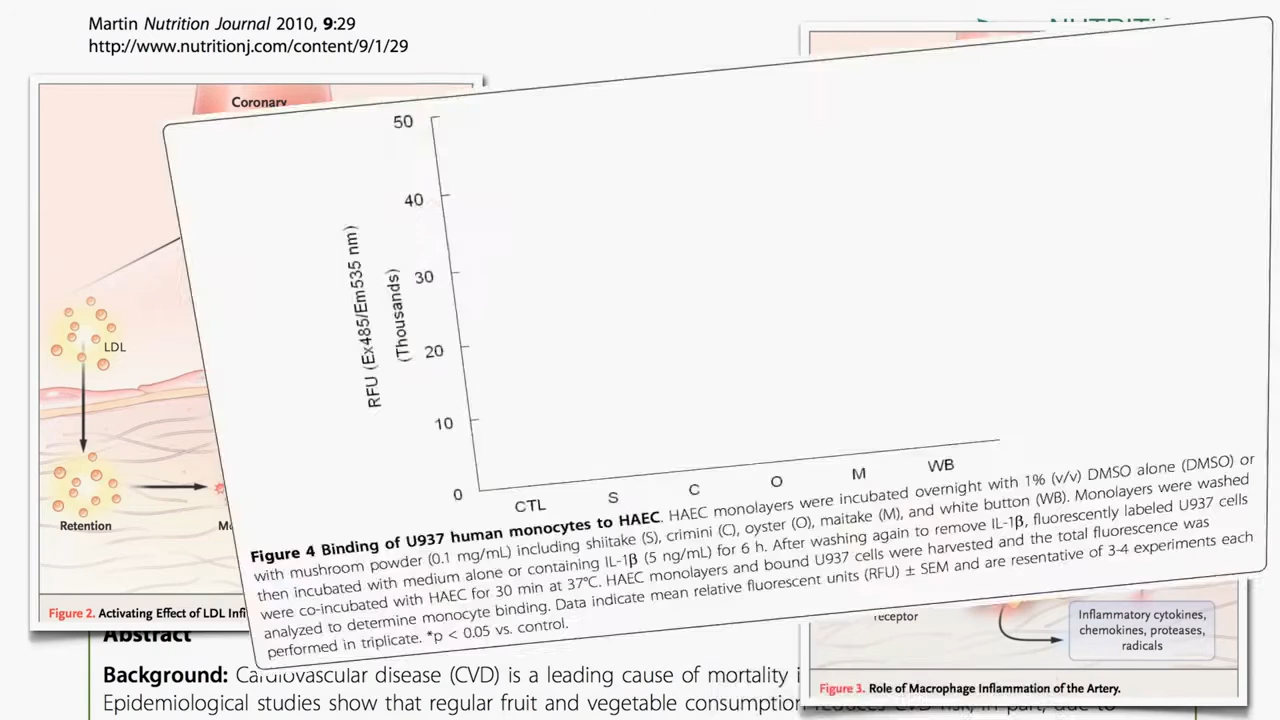 Martin Nutrition Journal 2010, 9:29
http://www.nutritionj.com/content/9/1/29
Coronary
LDL
Retention
Figure 2. Activating Effect of LDL Infi
50
40
30
20
10
0
RFU (Ex485/Em535 nm)
(Thousands)
CTL S C O M WB
Figure 4 Binding of U937 human monocytes to HAEC. HAEC monolayers were incubated overnight with 1% (v/v) DMSO alone (DMSO) or
with mushroom powder (0.1 mg/mL) including shiitake (S), crimini (C), oyster (O), maitake (M), and white button (WB). Monolayers were washed
then incubated with medium alone or containing IL-1β (5 ng/mL) for 6 h. After washing again to remove IL-1β, fluorescently labeled U937 cells
were co-incubated with HAEC for 30 min at 37°C. HAEC monolayers and bound U937 cells were harvested and the total fluorescence was
analyzed to determine monocyte binding. Data indicate mean relative fluorescent units (RFU) ± SEM and are resentative of 3-4 experiments each
performed in triplicate. *p < 0.05 vs. control.
receptor
Inflammatory cytokines,
chemokines, proteases,
radicals
Figure 3. Role of Macrophage Inflammation of the Artery.
Abstract
Background: Cardiovascular disease (CVD) is a leading cause of mortality i
Epidemiological studies show that regular fruit and vegetable consumption reduces CVD risk, in part, due to